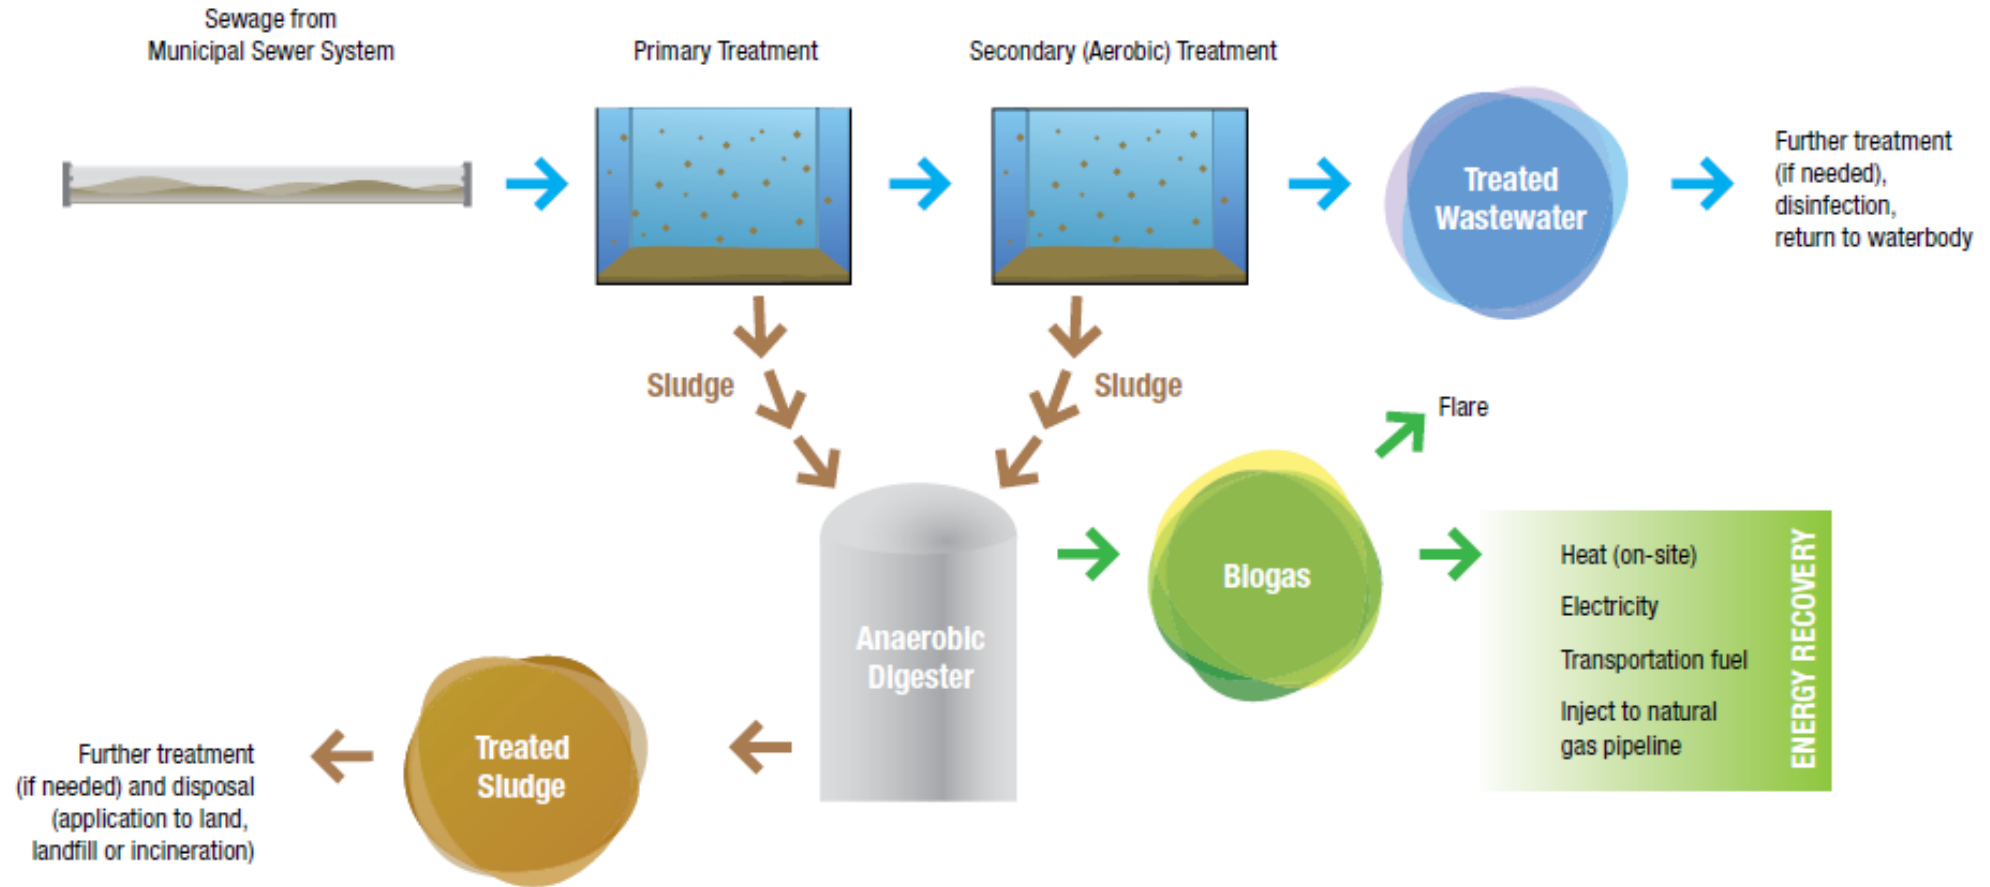 Sewage from
Municipal Sewer System
Primary Treatment
Secondary (Aerobic) Treatment
Treated
Wastewater
Further treatment
(if needed),
disinfection,
return to waterbody
Sludge
Sludge
Flare
Biogas
Heat (on-site)
Electricity
Transportation fuel
Inject to natural
gas pipeline
ENERGY RECOVERY
Anaerobic
Digester
Treated
Sludge
Further treatment
(if needed) and disposal
(application to land,
landfill or incineration)